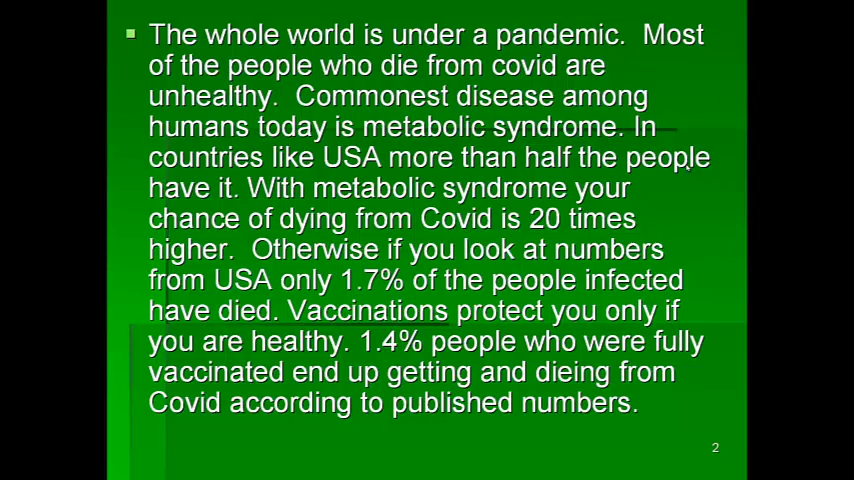 The whole world is under a pandemic.  Most
of the people who die from covid are
unhealthy.  Commonest disease among
humans today is metabolic syndrome. In
countries like USA more than half the people
have it. With metabolic syndrome your
chance of dying from Covid is 20 times
higher.  Otherwise if you look at numbers
from USA only 1.7% of the people infected
have died. Vaccinations protect you only if
you are healthy. 1.4% people who were fully
vaccinated end up getting and dieing from
Covid according to published numbers.
2